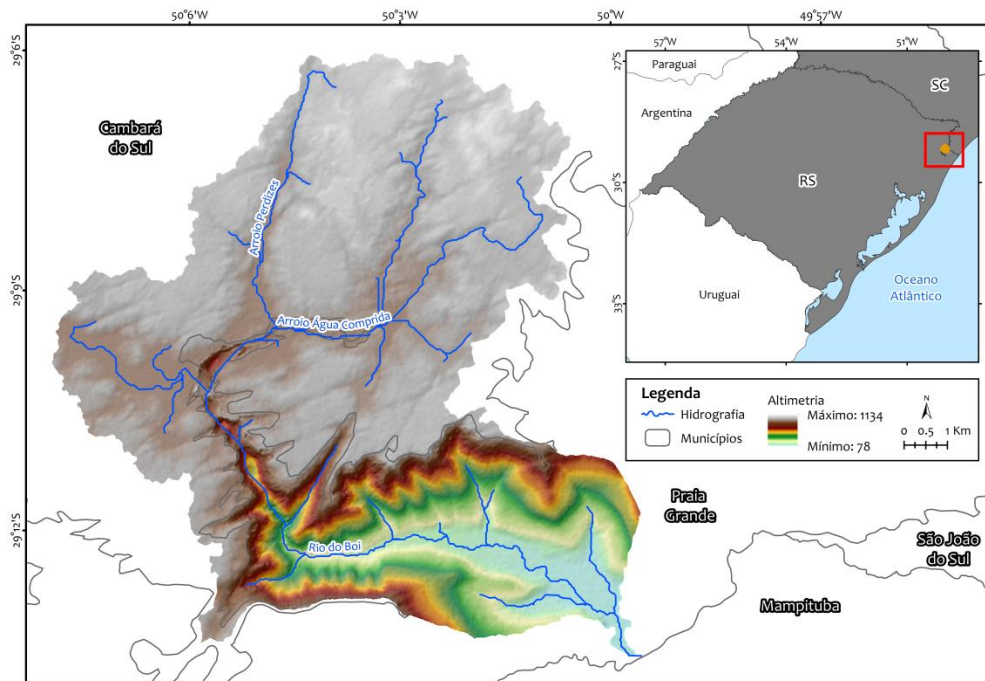 50°6'W
50°3'W
50°W
49°57'W
29°6'S
29°9'S
29°12'S
Cambará
do Sul
Arroio Perdizes
Arroio Água Comprida
Rio do Boi
Praia
Grande
São João
do Sul
Mampituba
57°W
54°W
51°W
27°S
30°S
33°S
Paraguai
Argentina
SC
RS
Uruguai
Oceano
Atlântico
Legenda
Hidrografia
Municípios
Altimetria
Máximo: 1134
Mínimo: 78
N
0 0.5 1 Km